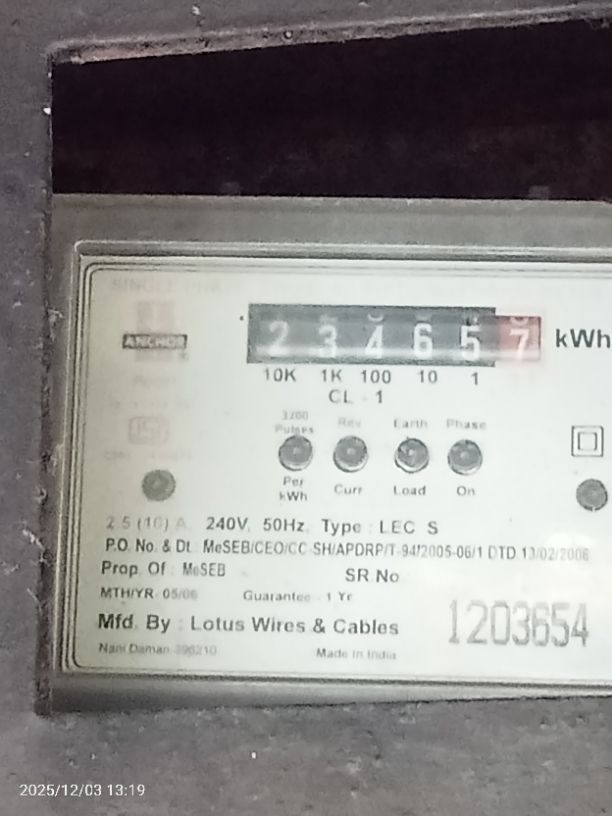 SINGLE PHASE
ANCHOR
2 3 4 6 5 7 kWh
10K 1K 100 10 1
CL - 1
3200 Pulses Per kWh
Rev Curr
Earth Load
Phase On
240V, 50Hz, Type : LEC S
P.O. No. & Dt. MeSEB/CEO/CC-SH/APDRP/T-94/2005-06/1 DTD 13/02/2006
Prop. Of : MeSEB
SR.No
MTH/YR- 05/06 Guarantee - 1 Yr
1203654
Mfd. By : Lotus Wires & Cables
Nani Daman-396210 Made in India
2025/12/03 13:19